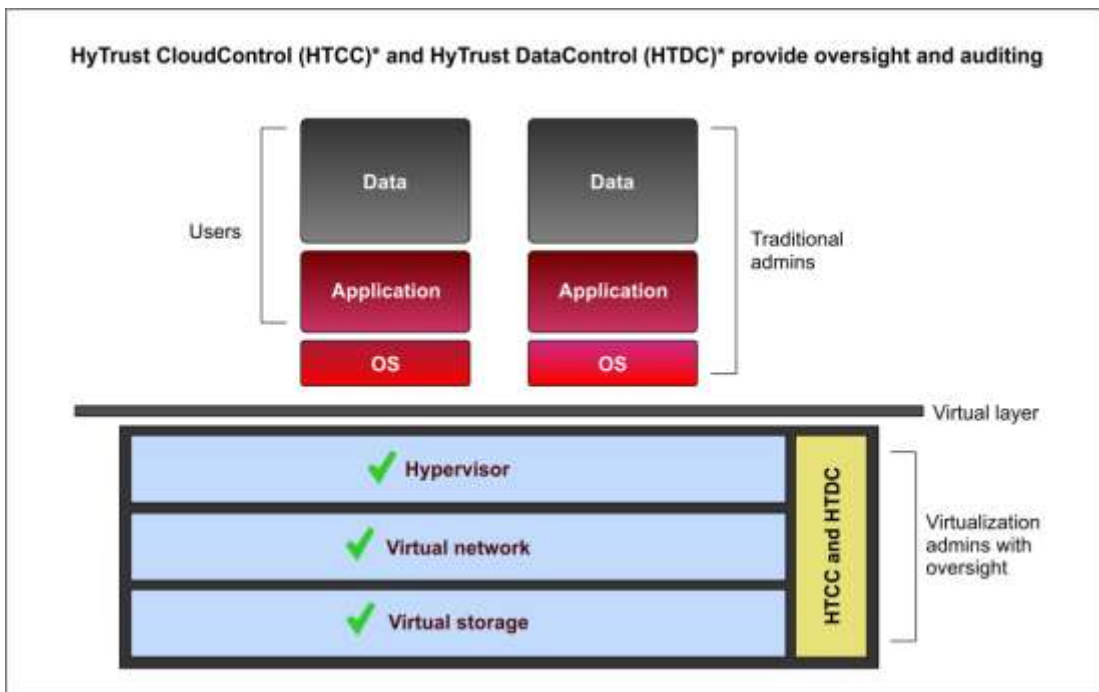 HyTrust CloudControl (HTCC)* and HyTrust DataControl (HTDC)* provide oversight and auditing
Data
Data
Users
Traditional
admins
Application
Application
OS
OS
Virtual layer
Hypervisor
Virtual network
Virtual storage
HTCC and HTDC
Virtualization
admins with
oversight